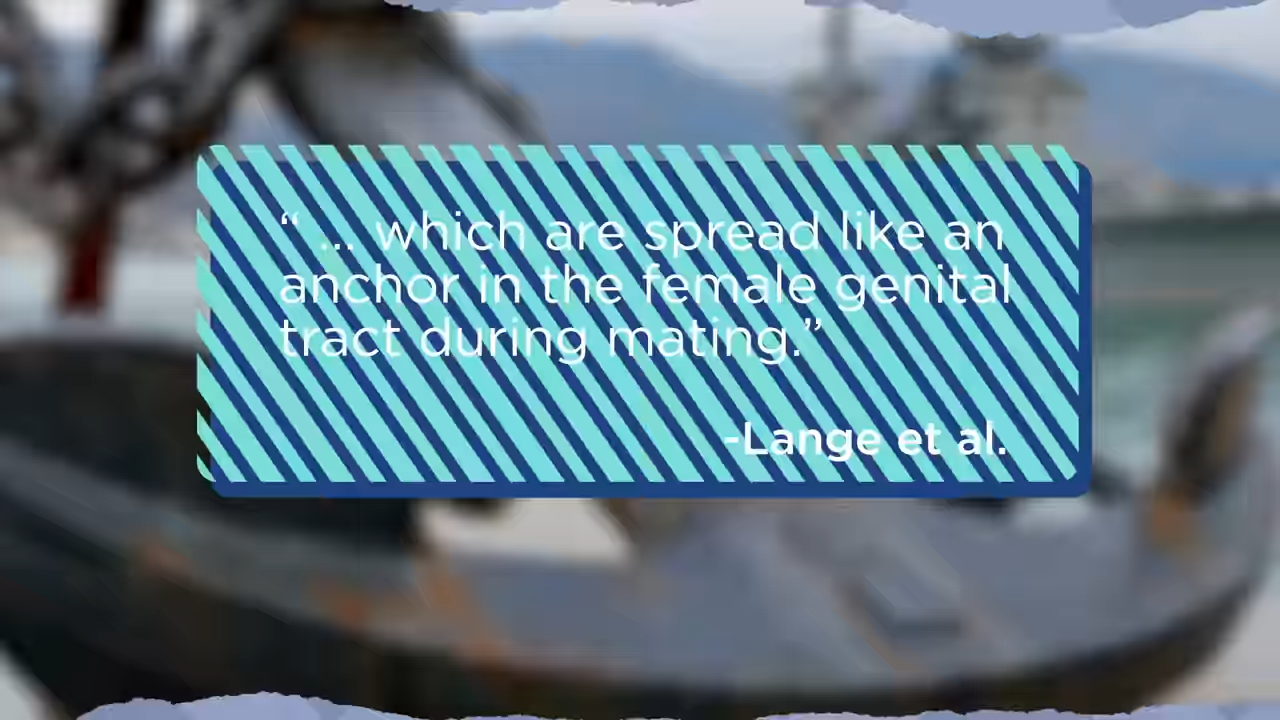 “ ... which are spread like an
anchor in the female genital
tract during mating.”
-Lange et al.